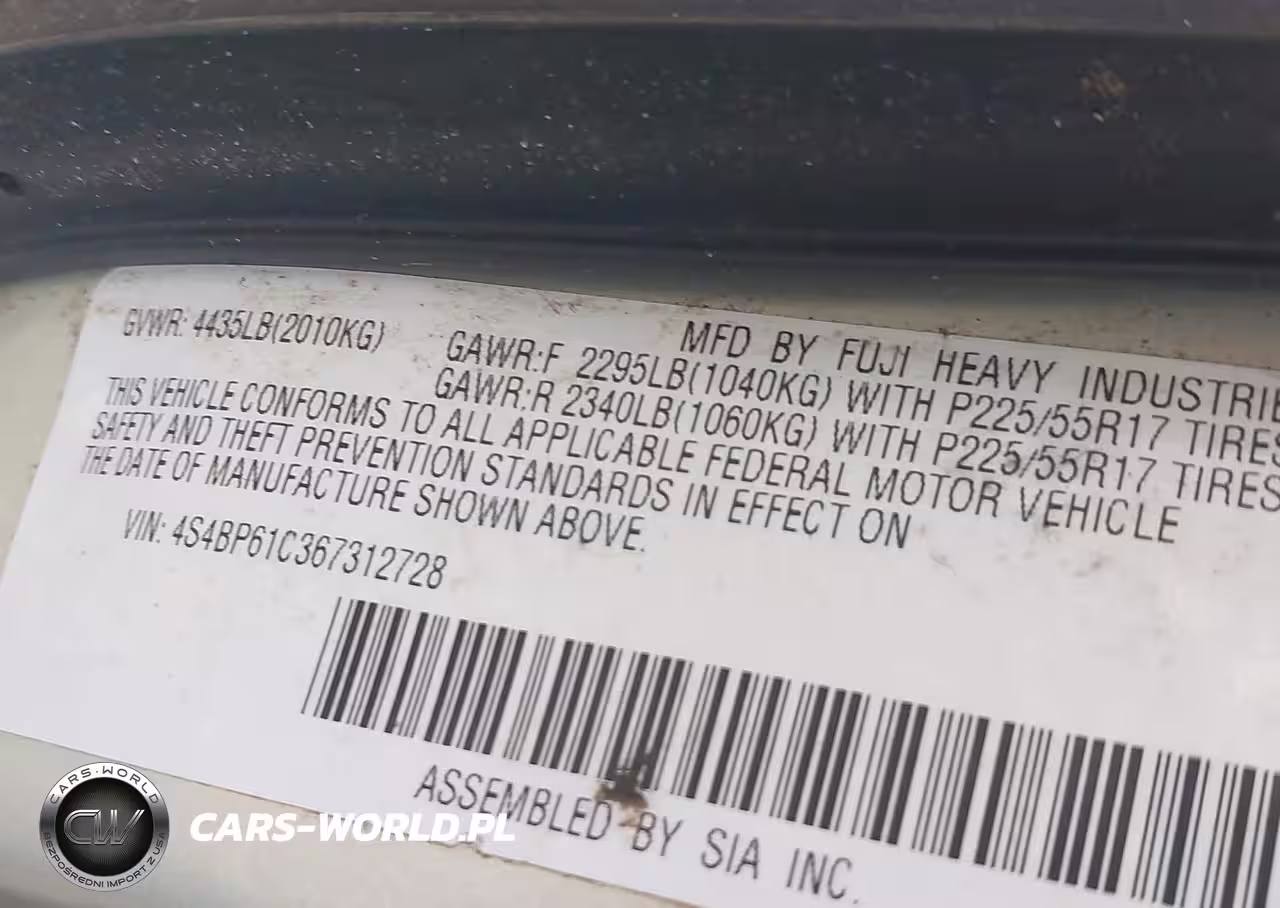 MFD BY FUJI HEAVY
GVWR: 4435LB(2010KG)
GAWR:F 2295LB(1040KG) WITH P225/55R17 TIRES
GAWR:R 2340LB(1060KG) WITH P225/55R17 TIRES
THIS VEHICLE CONFORMS TO ALL APPLICABLE FEDERAL MOTOR VEHICLE
SAFETY AND THEFT PREVENTION STANDARDS IN EFFECT ON
THE DATE OF MANUFACTURE SHOWN ABOVE.
VIN: 4S4BP61C367312728
ASSEMBLED BY SIA INC.
CARS-WORLD
CW
BEZPOŚREDNI IMPORT Z USA
CARS-WORLD.PL